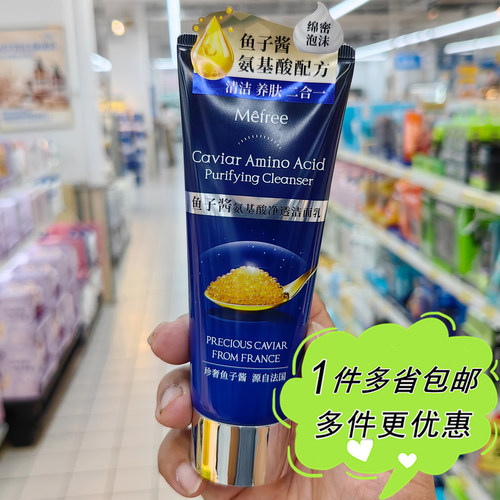 鱼子酱
氨基酸配方
绵密
泡沫
清洁 养肤 二合一
Mêfree
Caviar Amino Acid
Purifying Cleanser
鱼子酱氨基酸净透洁面乳
PRECIOUS CAVIAR
FROM FRANCE
珍奢鱼子酱 源自法国
1件多省包邮
多件更优惠